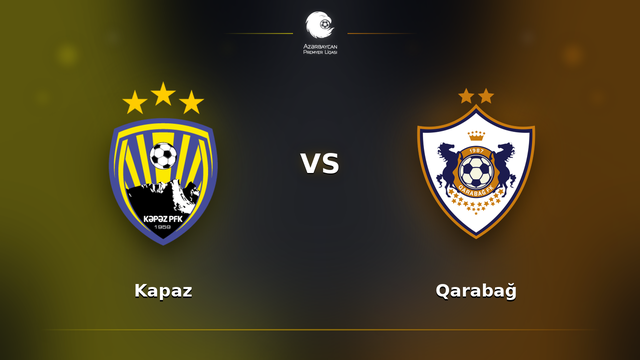 Azərbaycan
Premyer Liqası
VS
KƏPƏZ PFK
1959
1987
QARABAĞ FK
Kapaz
Qarabağ